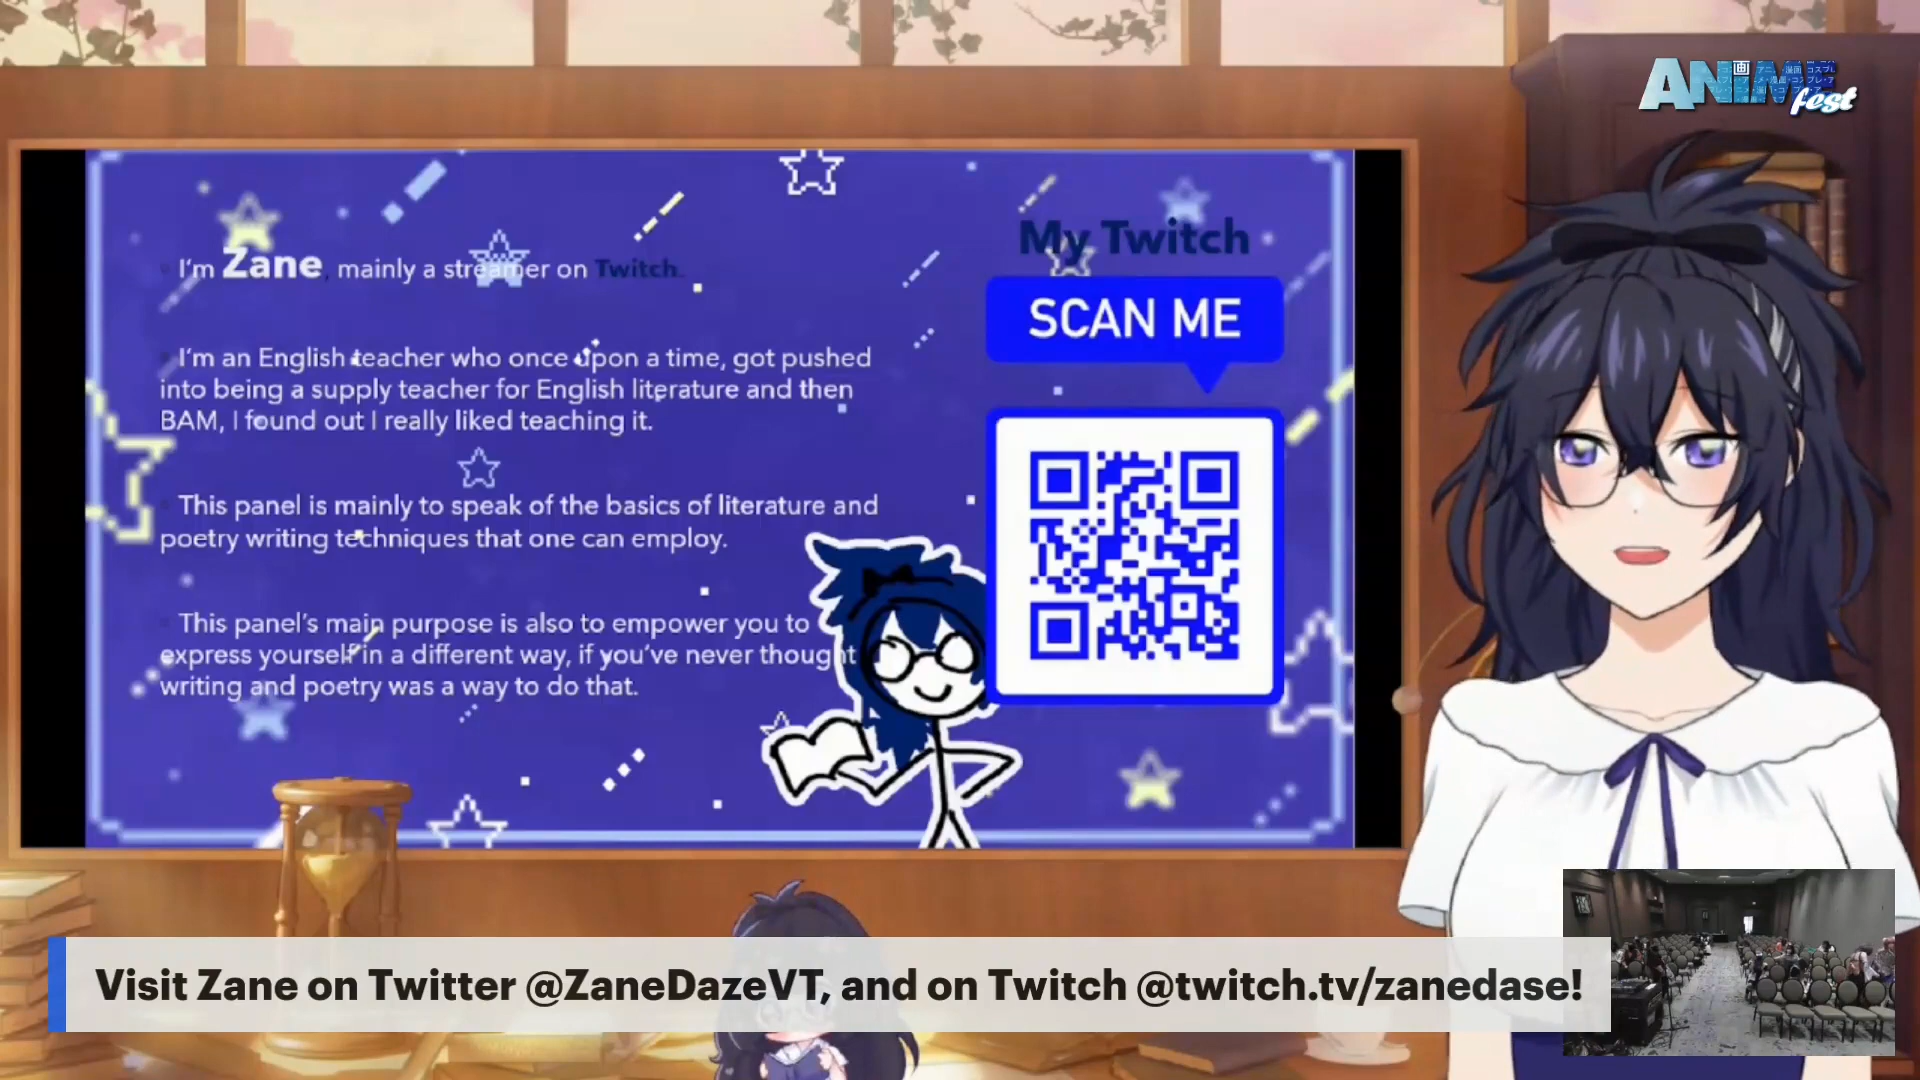 ANIMEfest
I'm Zane, mainly a streamer on Twitch.
I'm an English teacher who once upon a time, got pushed
into being a supply teacher for English literature and then
BAM, I found out I really liked teaching it.
This panel is mainly to speak of the basics of literature and
poetry writing techniques that one can employ.
This panel's main purpose is also to empower you to
express yourself in a different way, if you've never thought
writing and poetry was a way to do that.
My Twitch
SCAN ME
Visit Zane on Twitter @ZaneDazeVT, and on Twitch @twitch.tv/zanedase!